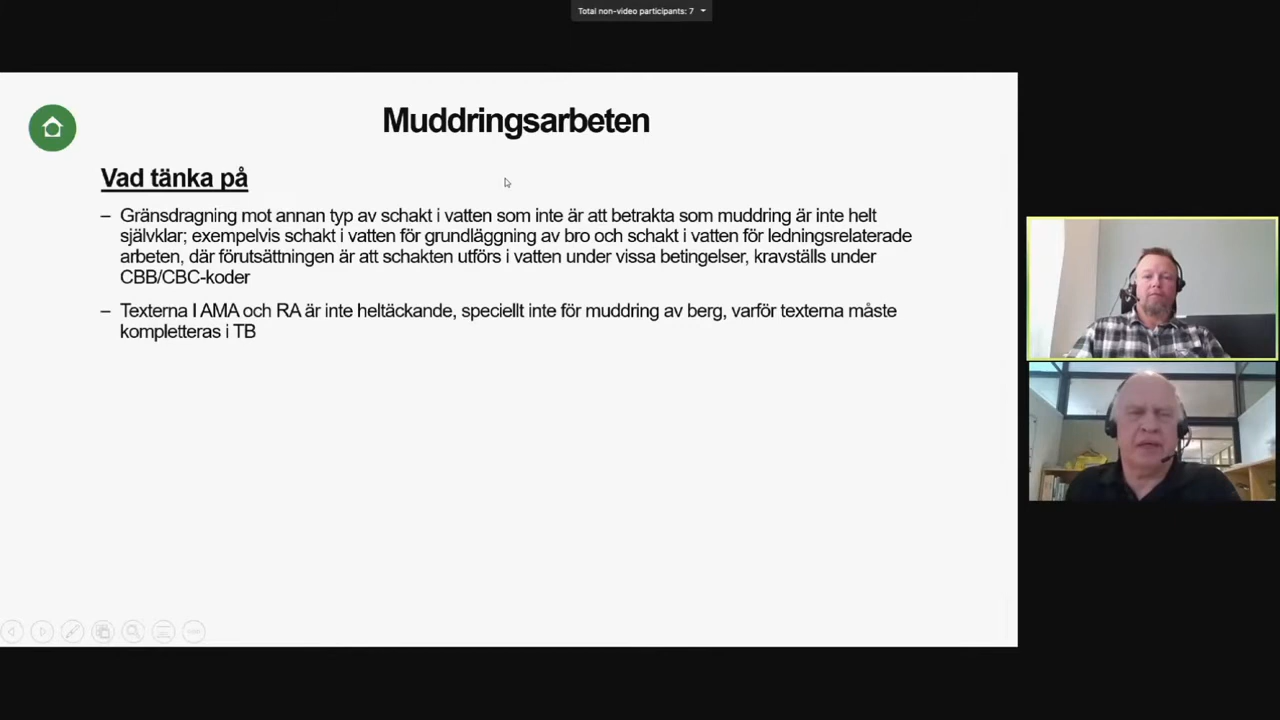 Total non-video participants: 7
Muddringsarbeten
Vad tänka på
– Gränsdragning mot annan typ av schakt i vatten som inte är att betrakta som muddring är inte helt
självklar; exempelvis schakt i vatten för grundläggning av bro och schakt i vatten för ledningsrelaterade
arbeten, där förutsättningen är att schakten utförs i vatten under vissa betingelser, kravställs under
CBB/CBC-koder
– Texterna I AMA och RA är inte heltäckande, speciellt inte för muddring av berg, varför texterna måste
kompletteras i TB